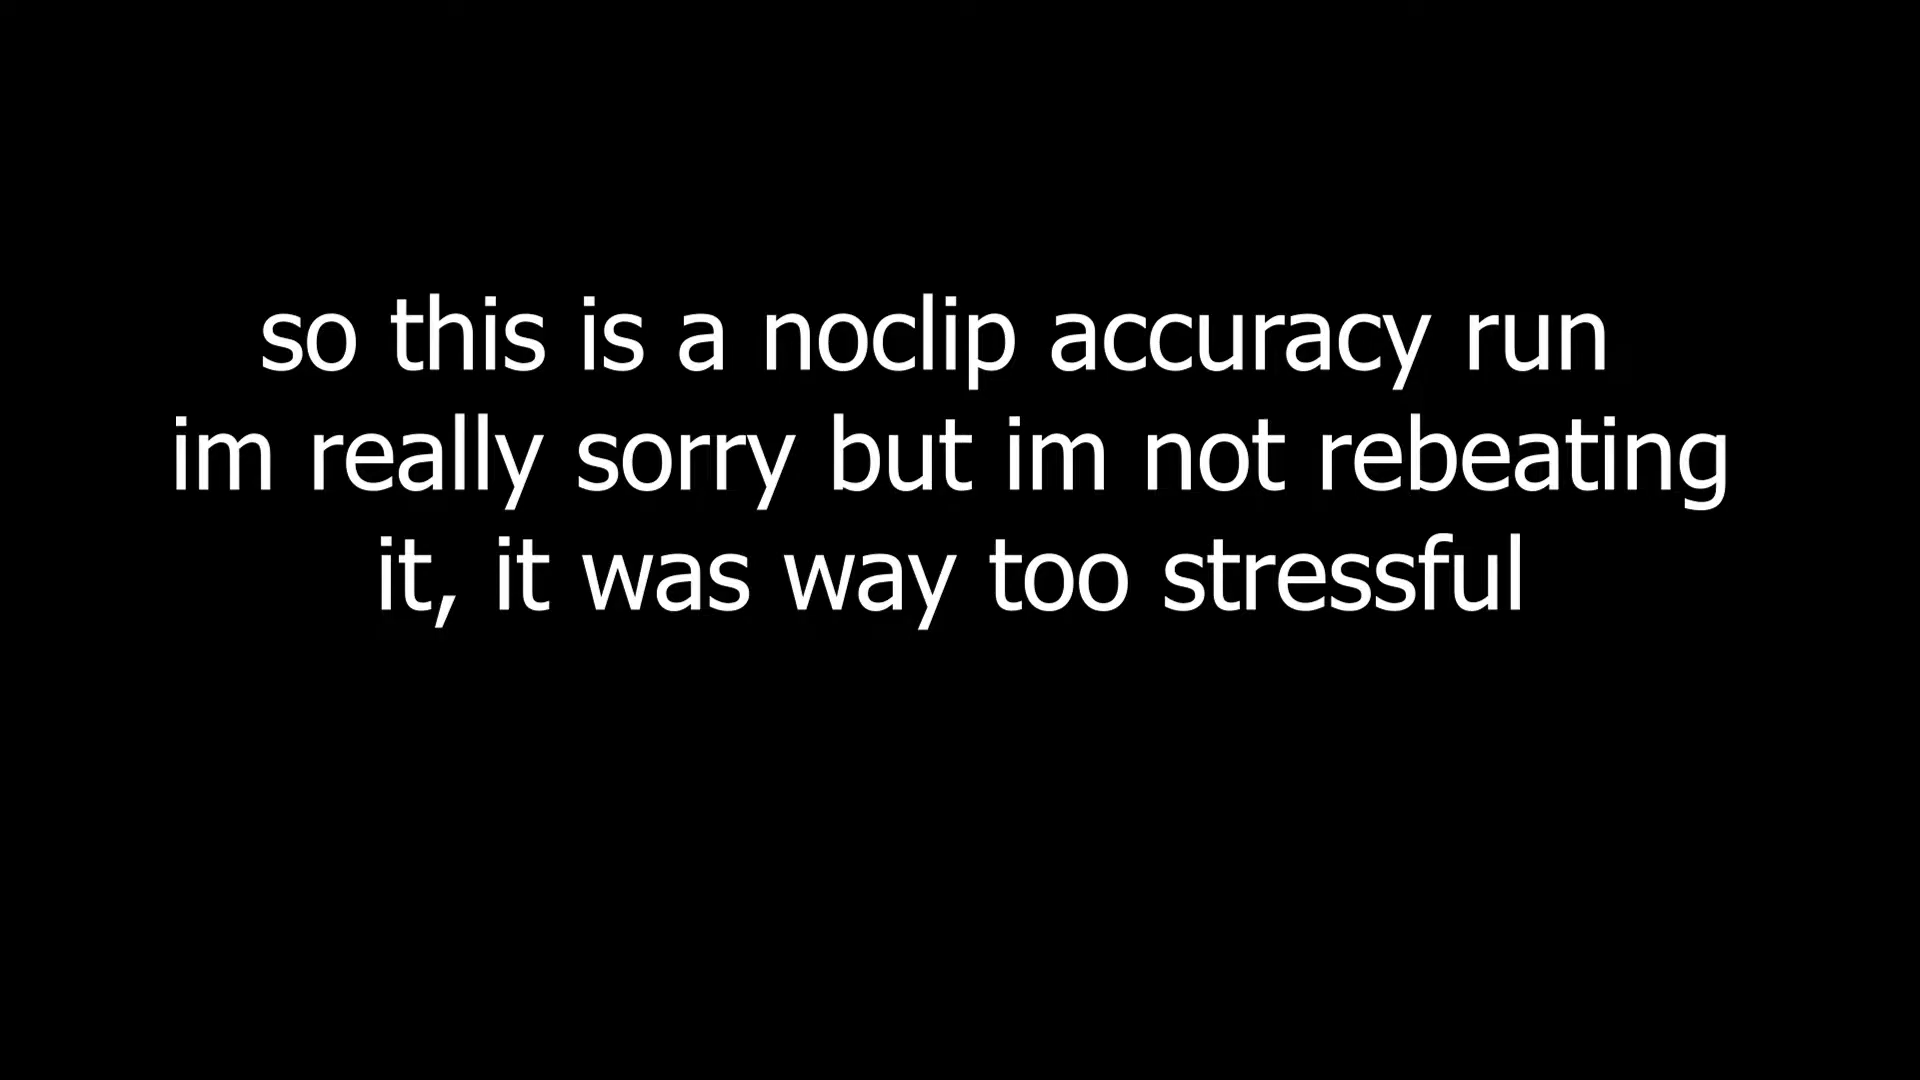 so this is a noclip accuracy run
im really sorry but im not rebeating
it, it was way too stressful